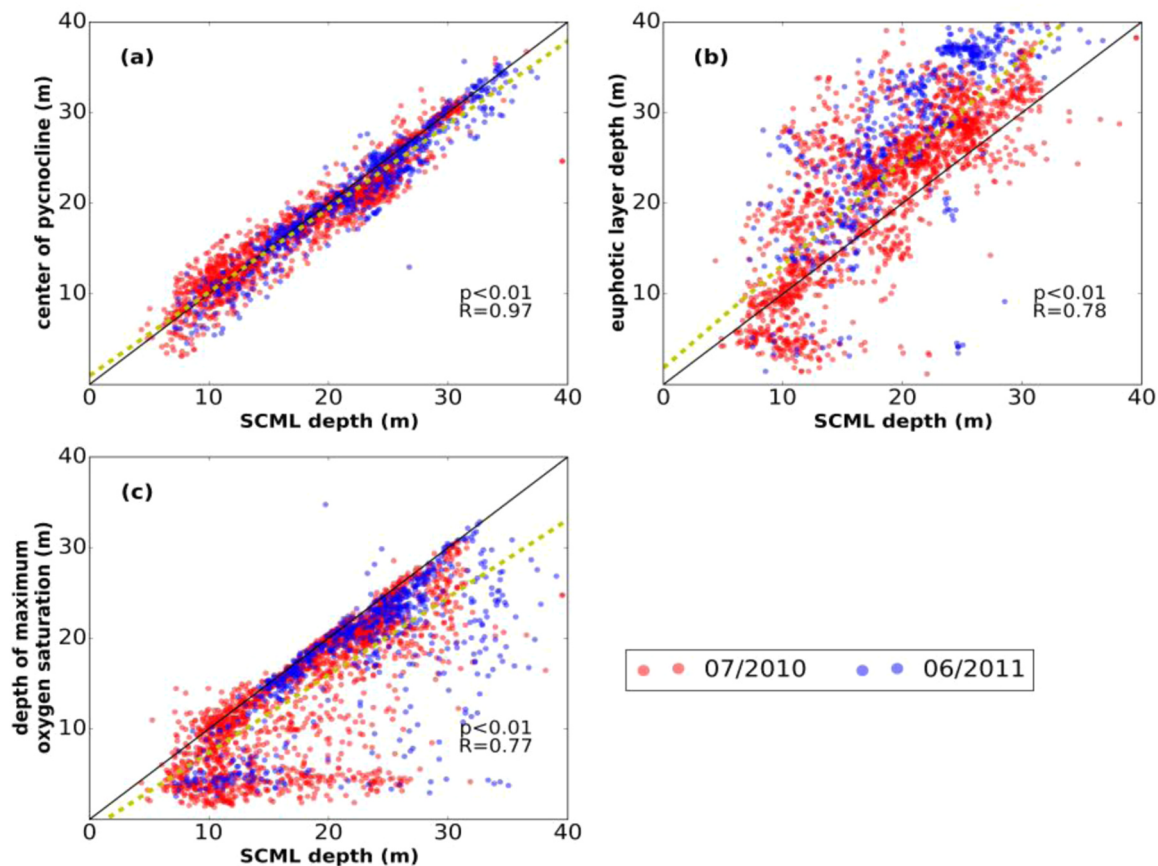 40
30
20
10
center of pycnocline (m)
(a)
p<0.01
R=0.97
0
10
20
30
40
SCML depth (m)
40
30
20
10
euphotic layer depth (m)
(b)
p<0.01
R=0.78
0
10
20
30
40
SCML depth (m)
40
30
20
10
depth of maximum
oxygen saturation (m)
(c)
p<0.01
R=0.77
0
10
20
30
40
SCML depth (m)
07/2010
06/2011